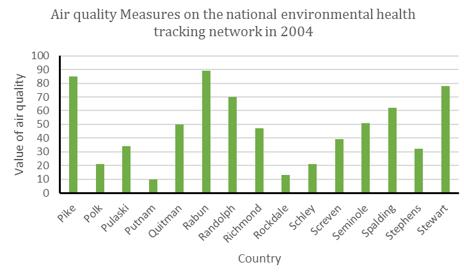 Air quality Measures on the national environmental health
tracking network in 2004
Value of air quality
100
90
80
70
60
50
40
30
20
10
0
Pike
Polk
Pulaski
Putnam
Quitman
Rabun
Randolph
Richmond
Rockdale
Schley
Screven
Seminole
Spalding
Stephens
Stewart
Country